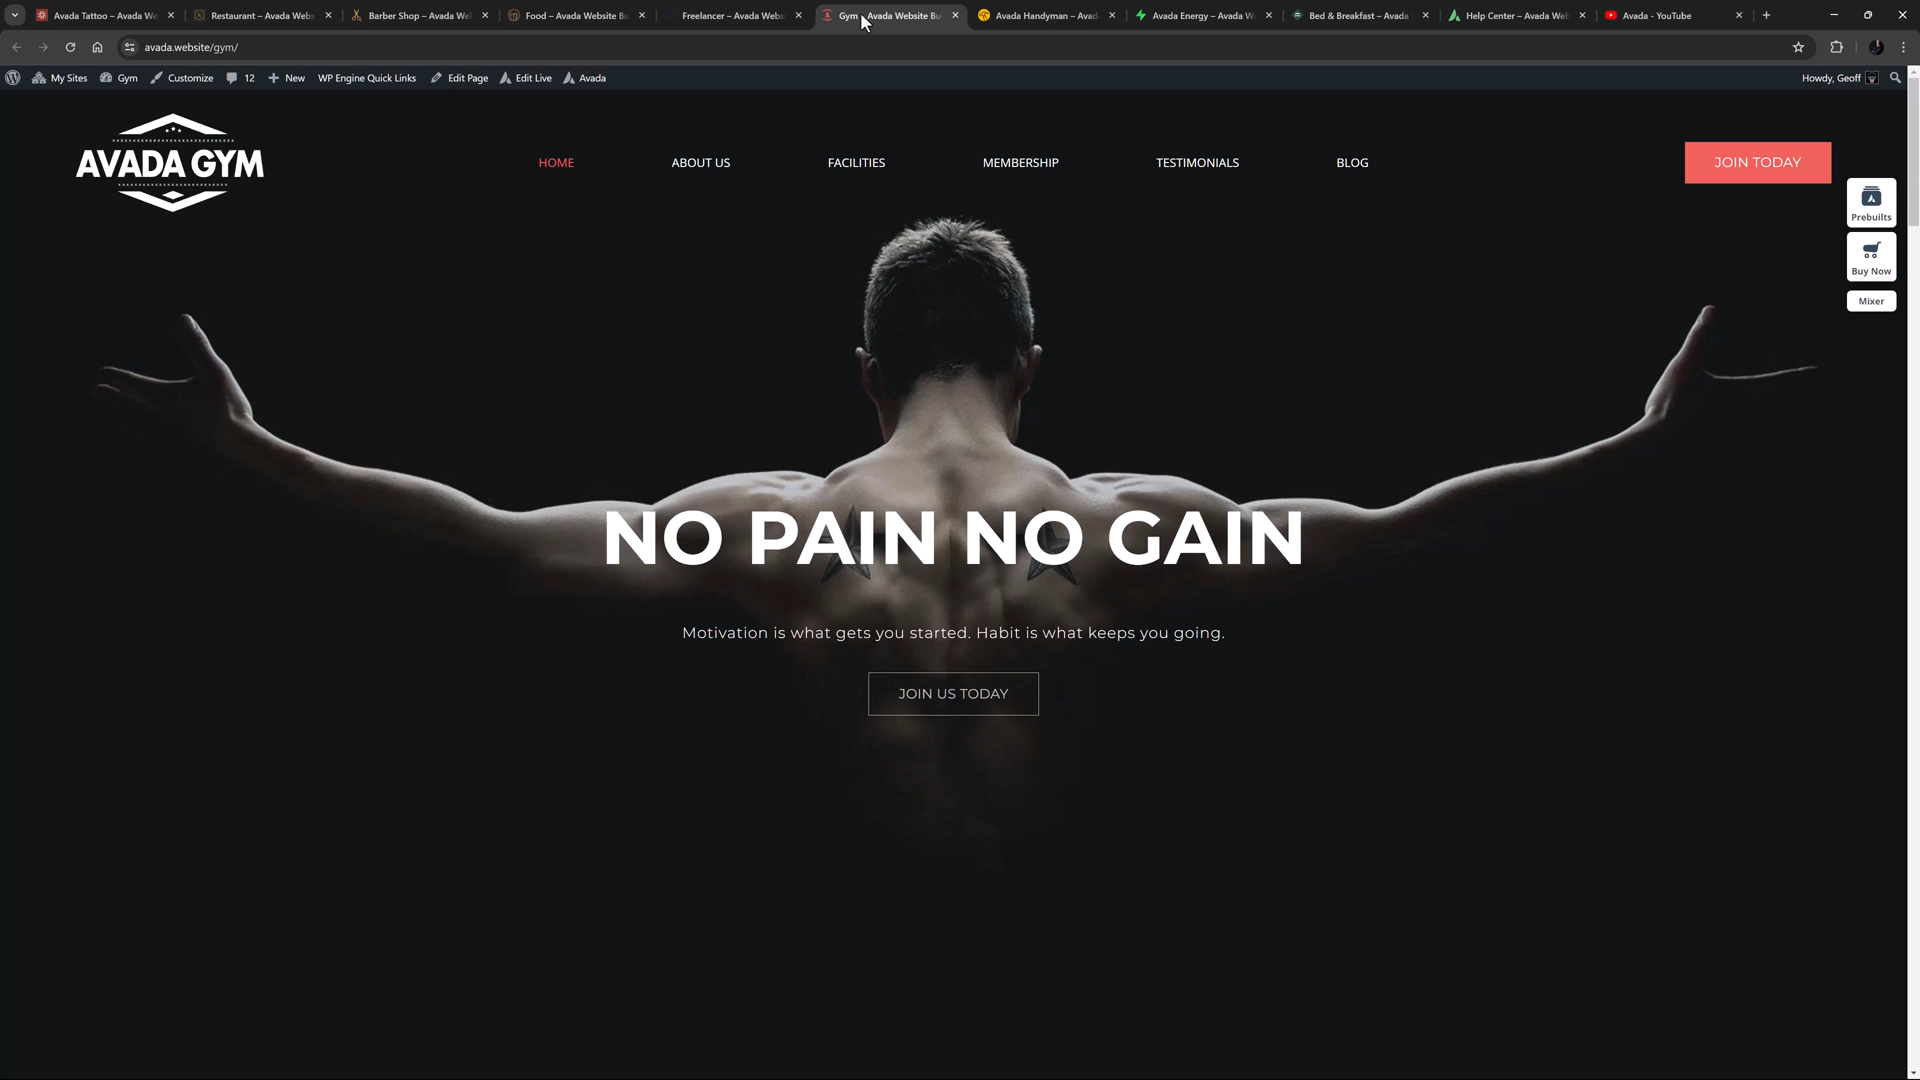 Avada Tattoo – Avada We
Restaurant – Avada Webs
Barber Shop – Avada We
Food – Avada Website Bu
Freelancer – Avada Webs
Gym – Avada Website Bu
Avada Handyman – Avad
Avada Energy – Avada W
Bed & Breakfast – Avada
Help Center – Avada Web
Avada - YouTube
avada.website/gym/
My Sites
Gym
Customize
12
New
WP Engine Quick Links
Edit Page
Edit Live
Avada
Howdy, Geoff
AVADA GYM
HOME
ABOUT US
FACILITIES
MEMBERSHIP
TESTIMONIALS
BLOG
JOIN TODAY
Prebuilts
Buy Now
Mixer
NO PAIN NO GAIN
Motivation is what gets you started. Habit is what keeps you going.
JOIN US TODAY